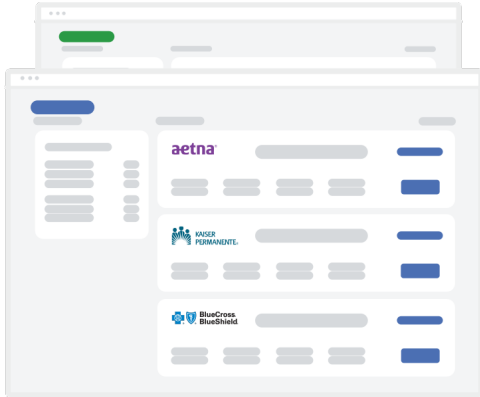 aetna
KAISER
PERMANENTE®
BlueCross
BlueShield